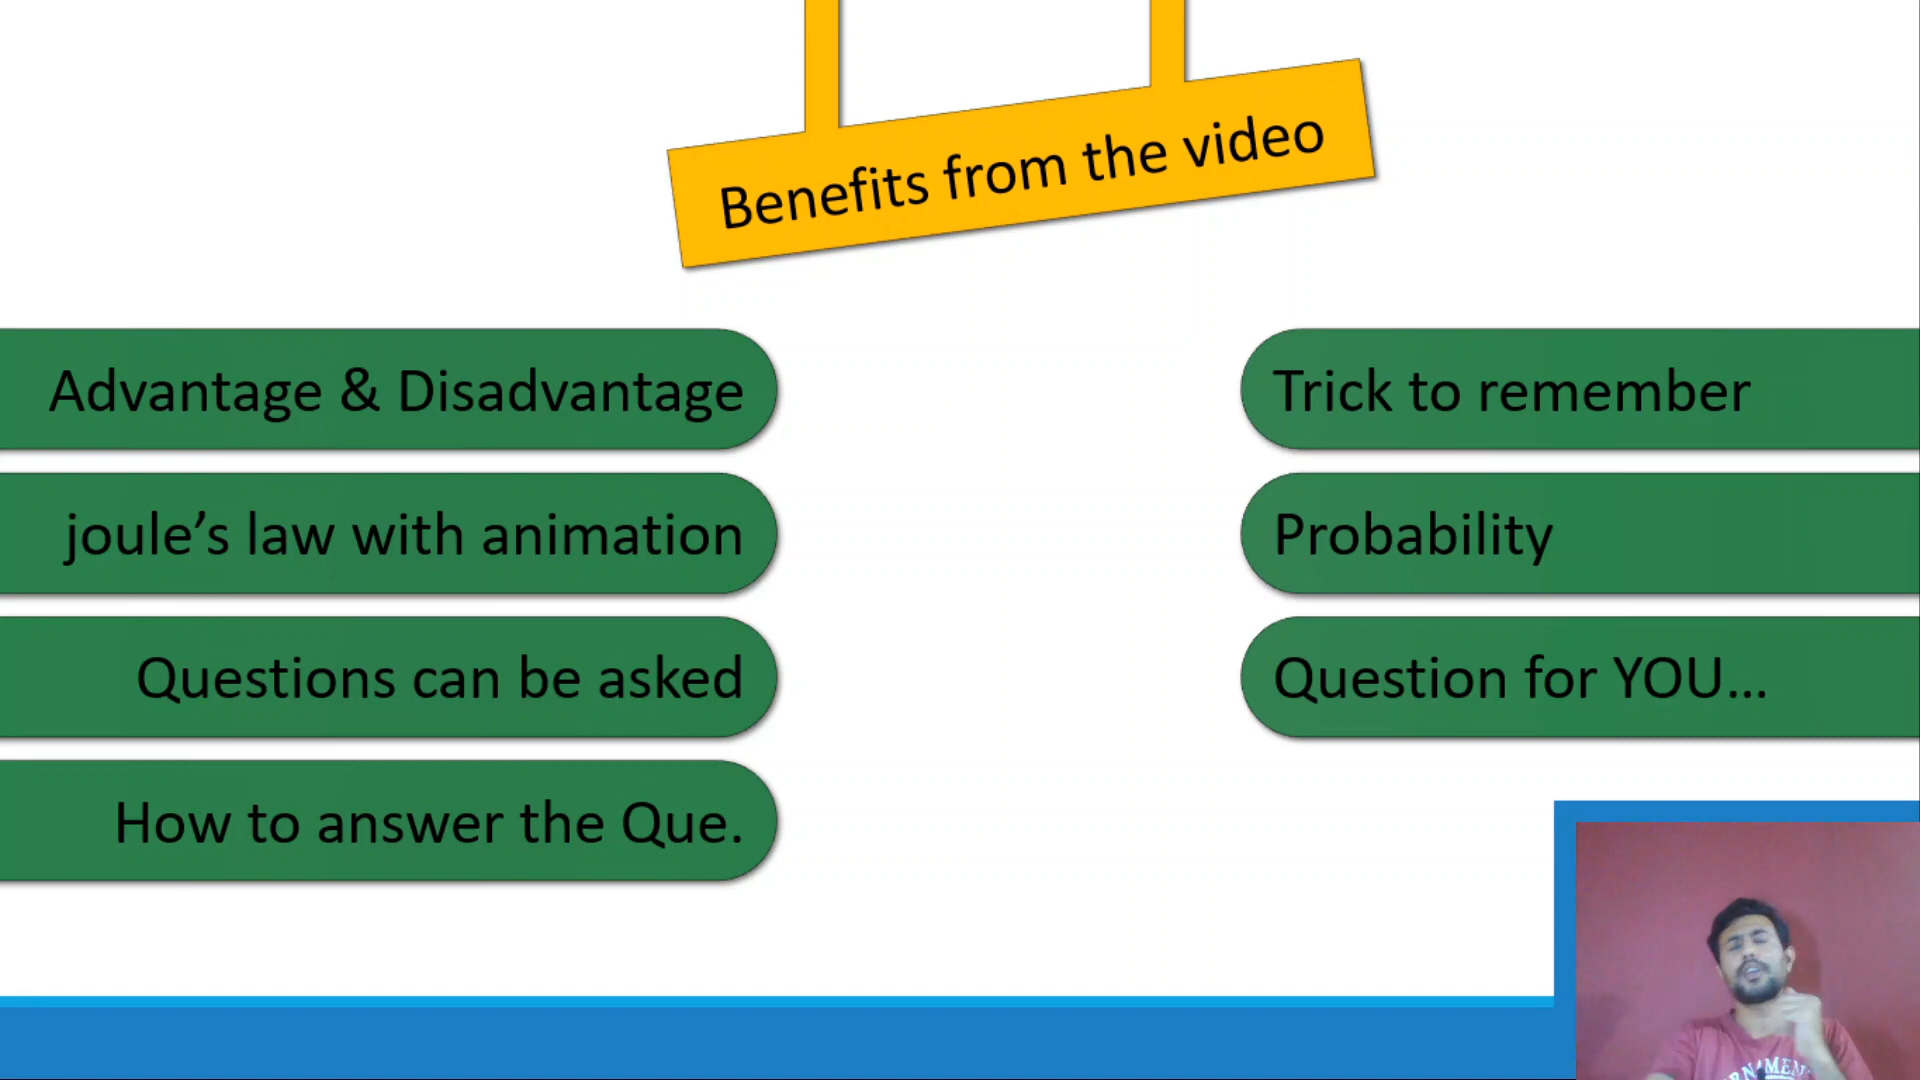 Benefits from the video
Advantage & Disadvantage
joule’s law with animation
Questions can be asked
How to answer the Que.
Trick to remember
Probability
Question for YOU...